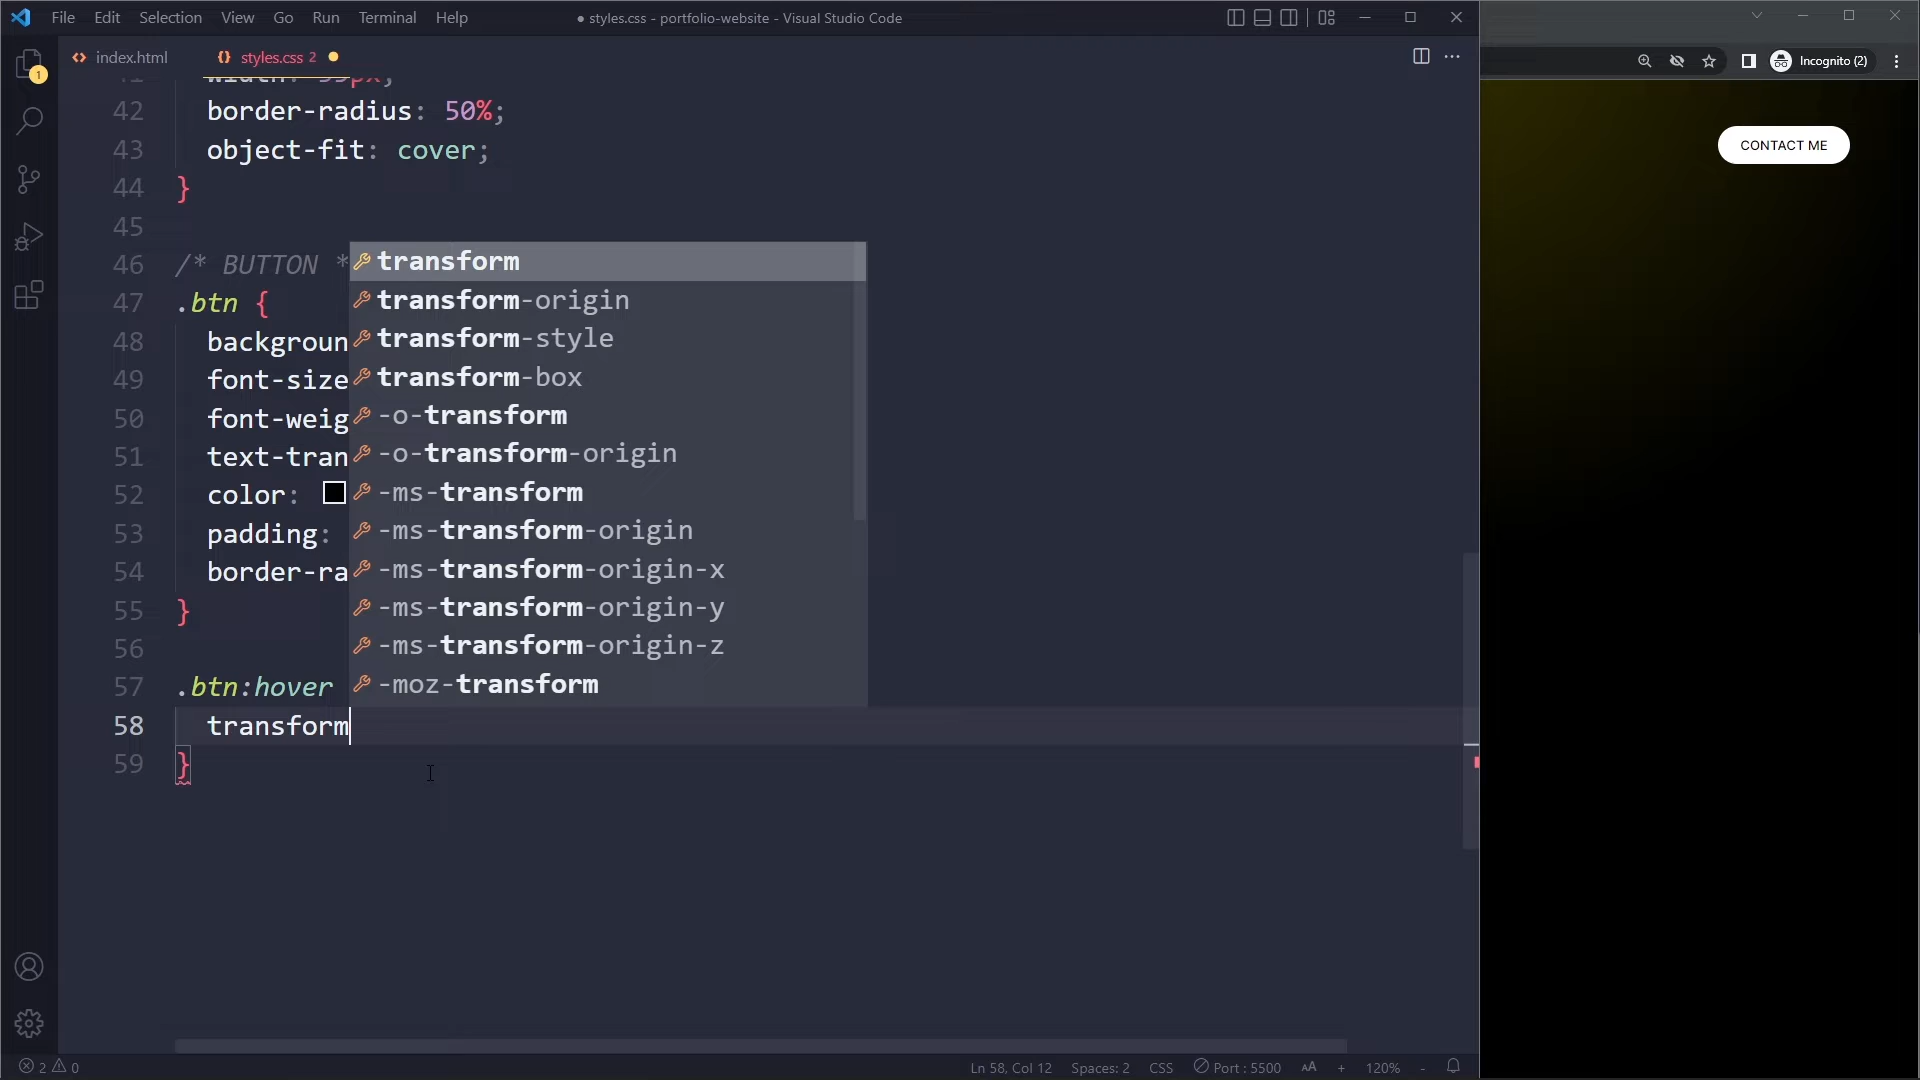 File Edit Selection View Go Run Terminal Help
● styles.css - portfolio-website - Visual Studio Code
Incognito (2)
1
index.html
styles.css 2
42 border-radius: 50%;
43 object-fit: cover;
44 }
45
46 /* BUTTON *
47 .btn {
48 backgroun
49 font-size
50 font-weig
51 text-tran
52 color:
53 padding:
54 border-ra
55 }
56
57 .btn:hover
58 transform
59 }
transform
transform-origin
transform-style
transform-box
-o-transform
-o-transform-origin
-ms-transform
-ms-transform-origin
-ms-transform-origin-x
-ms-transform-origin-y
-ms-transform-origin-z
-moz-transform
CONTACT ME
2 0
Ln 58, Col 12 Spaces: 2 CSS Port : 5500 AA + 120% -